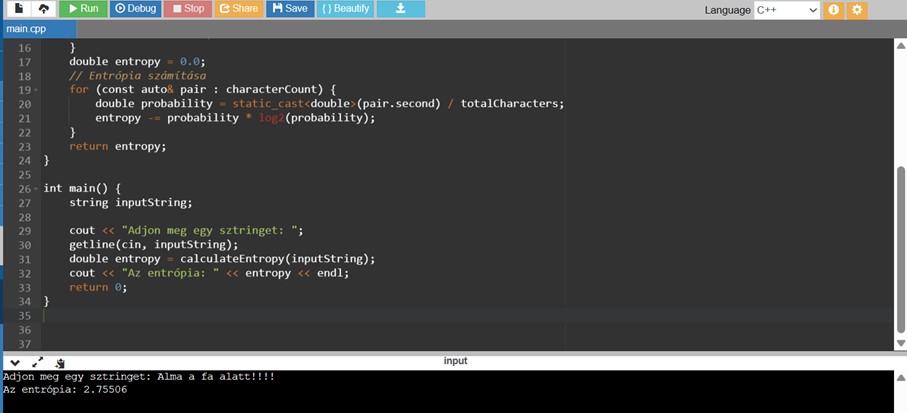 Run Debug Stop Share Save { } Beautify Language C++
main.cpp
16 }
17 double entropy = 0.0;
18 // Entrópia számítása
19 for (const auto& pair : characterCount) {
20 double probability = static_cast<double>(pair.second) / totalCharacters;
21 entropy -= probability * log2(probability);
22 }
23 return entropy;
24 }
25
26 int main() {
27 string inputString;
28
29 cout << "Adjon meg egy sztringet: ";
30 getline(cin, inputString);
31 double entropy = calculateEntropy(inputString);
32 cout << "Az entrópia: " << entropy << endl;
33 return 0;
34 }
35
36
37
input
Adjon meg egy sztringet: Alma a fa alatt!!!!
Az entrópia: 2.75506